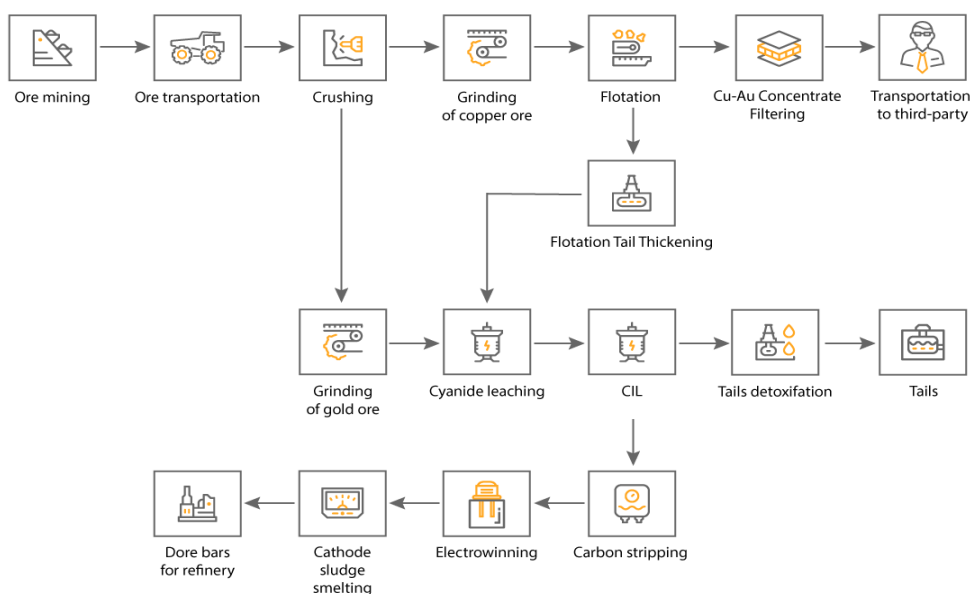 Ore mining
Ore transportation
Crushing
Grinding
of copper ore
Flotation
Cu-Au Concentrate
Filtering
Transportation
to third-party
Flotation Tail Thickening
Grinding
of gold ore
Cyanide leaching
CIL
Tails detoxifation
Tails
Dore bars
for refinery
Cathode
sludge
smelting
Electrowinning
Carbon stripping